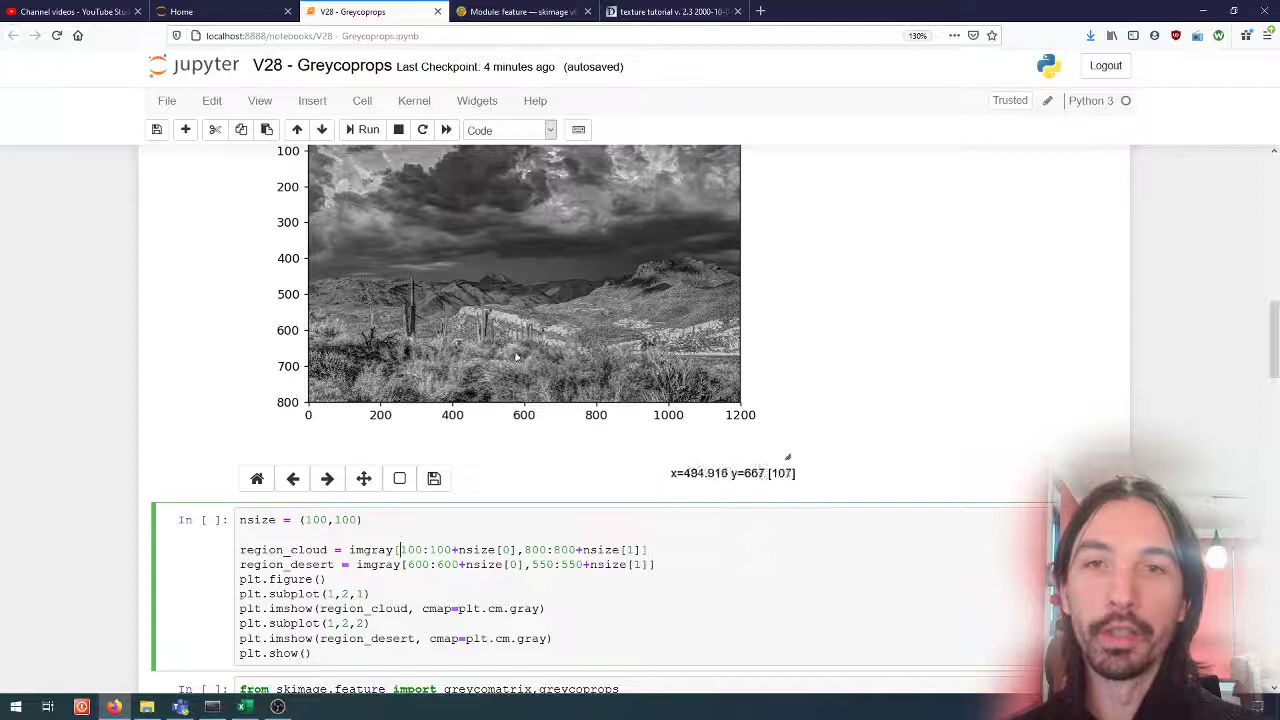 Channel videos - YouTube Stu
Home
V28 - Greycoprops
Module: feature — skimage v0
texture tutorial v. 2.3 2000-10-0
localhost:8888/notebooks/V28 - Greycoprops.ipynb
130%
jupyter
V28 - Greycoprops Last Checkpoint: 4 minutes ago (autosaved)
Logout
File Edit View Insert Cell Kernel Widgets Help
Trusted
Python 3
Run
Code
100
200
300
400
500
600
700
800
0 200 400 600 800 1000 1200
x=494.916 y=667 [107]
In [ ]:
nsize = (100,100)
region_cloud = imgray[100:100+nsize[0],800:800+nsize[1]]
region_desert = imgray[600:600+nsize[0],550:550+nsize[1]]
plt.figure()
plt.subplot(1,2,1)
plt.imshow(region_cloud, cmap=plt.cm.gray)
plt.subplot(1,2,2)
plt.imshow(region_desert, cmap=plt.cm.gray)
plt.show()
In [ ]:
from skimage.feature import greycomatrix,greycoprops